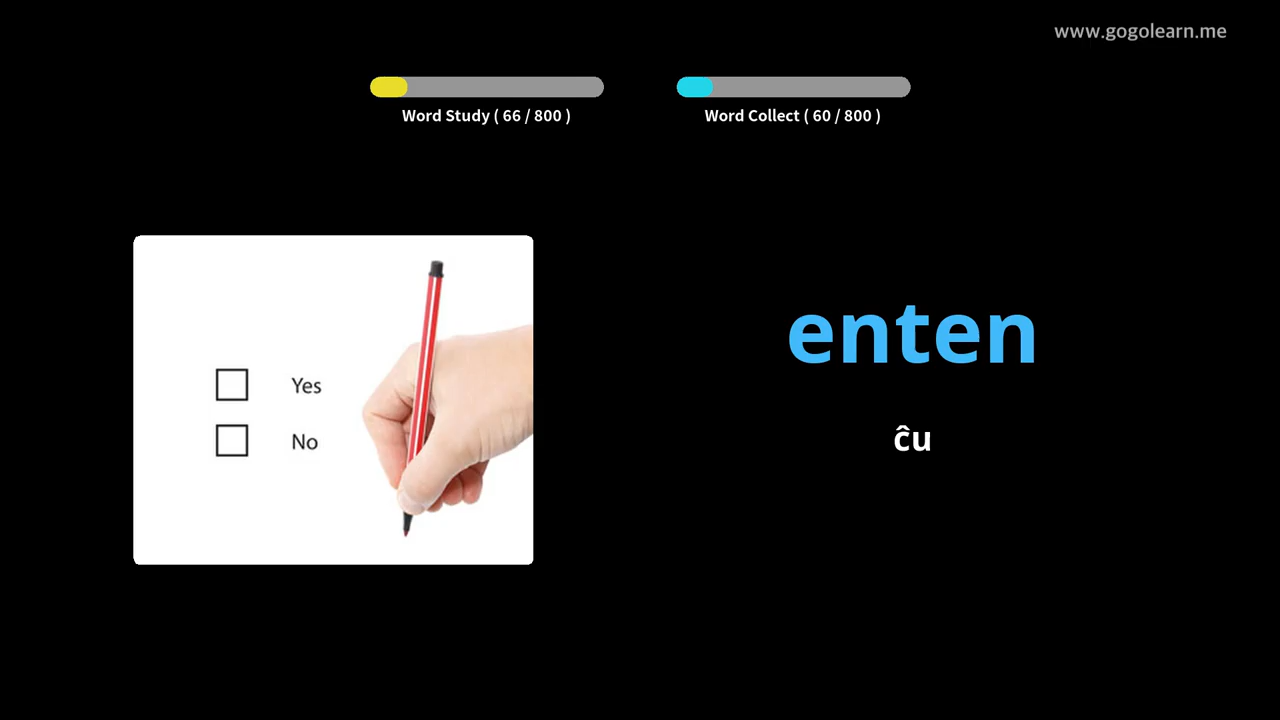 www.gogolearn.me
Word Study ( 66 / 800 )
Word Collect ( 60 / 800 )
Yes
No
enten
ĉu